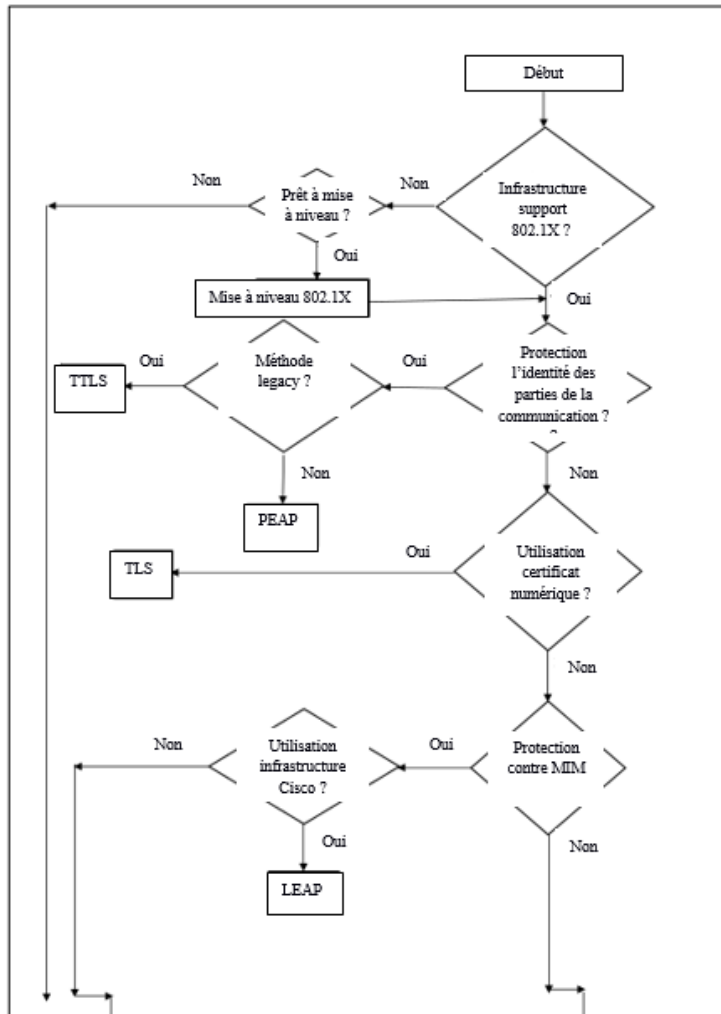 Début
Non
Non
Prêt à mise
à niveau ?
Infrastructure
support
802.1X ?
Oui
Mise à niveau 802.1X
Oui
Oui
Méthode
legacy ?
Oui
Protection
l’identité des
parties de la
communication ?
?
TTLS
Non
Non
PEAP
Oui
Utilisation
certificat
numérique ?
TLS
Non
Non
Utilisation
infrastructure
Cisco ?
Oui
Protection
contre MIM
Oui
Non
LEAP